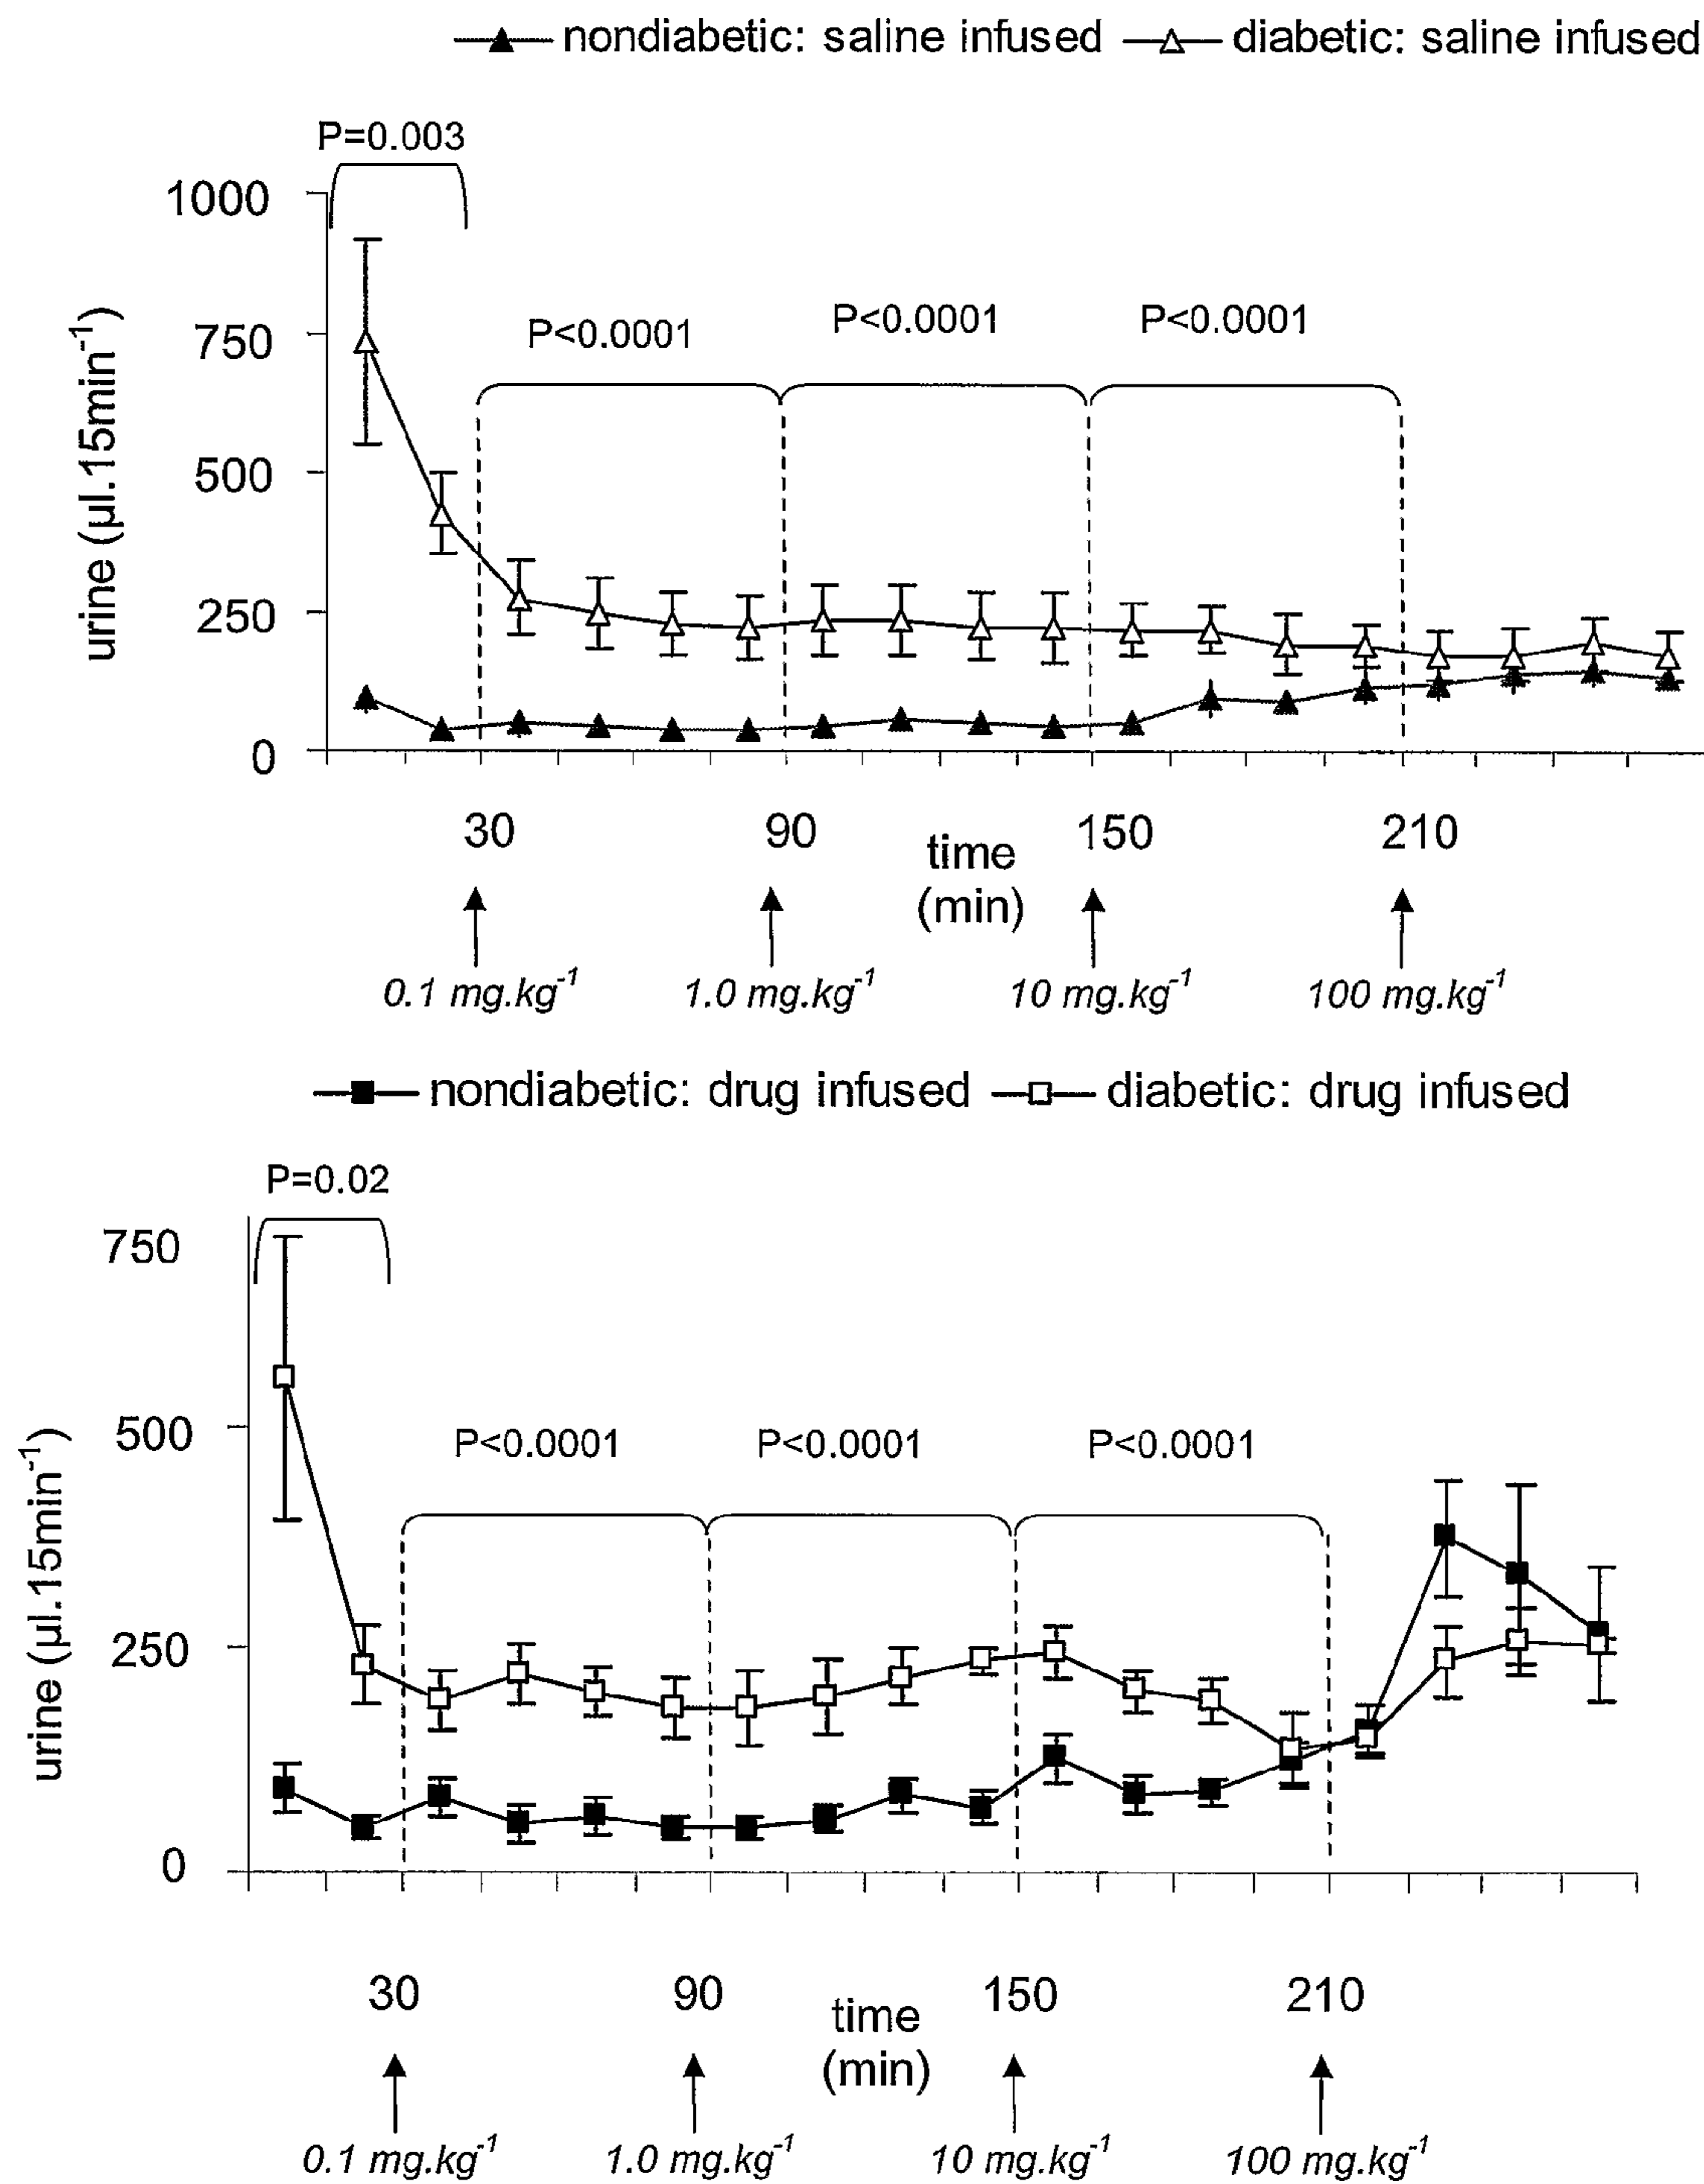 nondiabetic: saline infused diabetic: saline infused
P=0.003
1000
750
500
250
0
urine (µl.15min⁻¹)
P<0.0001 P<0.0001 P<0.0001
30 90 150 210
time
(min)
0.1 mg.kg⁻¹ 1.0 mg.kg⁻¹ 10 mg.kg⁻¹ 100 mg.kg⁻¹
nondiabetic: drug infused diabetic: drug infused
P=0.02
750
500
250
0
urine (µl.15min⁻¹)
P<0.0001 P<0.0001 P<0.0001
30 90 150 210
time
(min)
0.1 mg.kg⁻¹ 1.0 mg.kg⁻¹ 10 mg.kg⁻¹ 100 mg.kg⁻¹